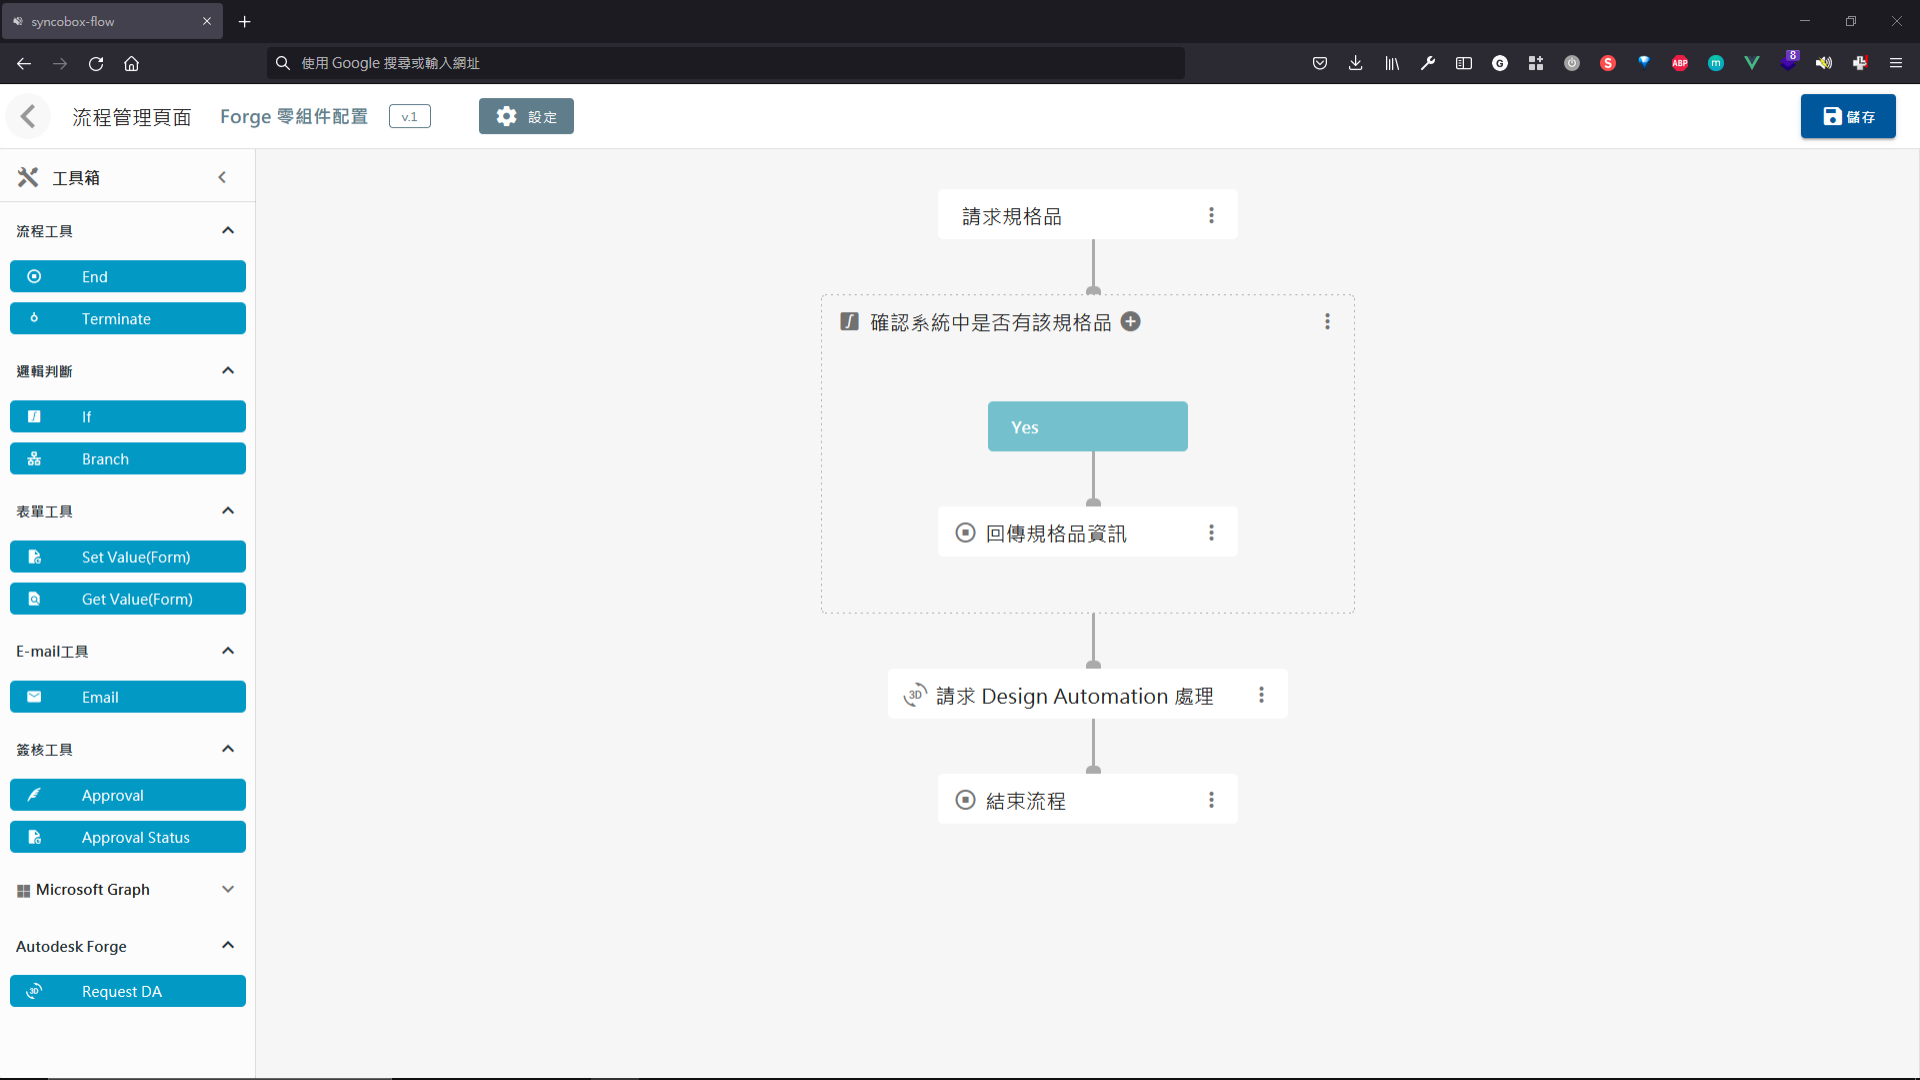 syncobox-flow
使用 Google 搜尋或輸入網址
G
S
ABP
m
8
流程管理頁面
Forge 零組件配置
v.1
設定
儲存
工具箱
流程工具
End
Terminate
邏輯判斷
If
Branch
表單工具
Set Value(Form)
Get Value(Form)
E-mail工具
Email
簽核工具
Approval
Approval Status
Microsoft Graph
Autodesk Forge
3D
Request DA
請求規格品
確認系統中是否有該規格品
Yes
回傳規格品資訊
3D
請求 Design Automation 處理
結束流程